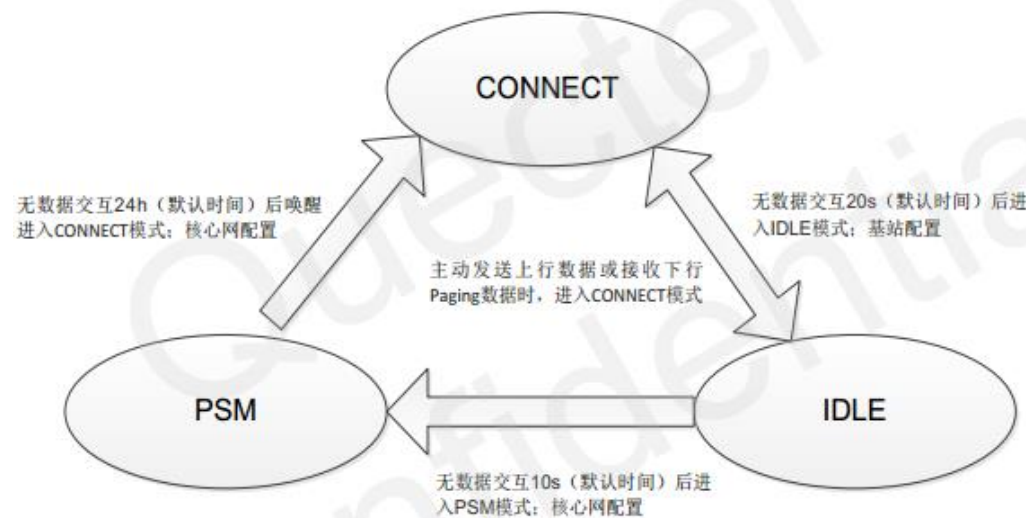 CONNECT
无数据交互24h（默认时间）后唤醒
进入CONNECT模式；核心网配置
无数据交互20s（默认时间）后进
入IDLE模式；基站配置
主动发送上行数据或接收下行
Paging数据时，进入CONNECT模式
PSM
IDLE
无数据交互10s（默认时间）后进
入PSM模式；核心网配置
Quectel
Confidential